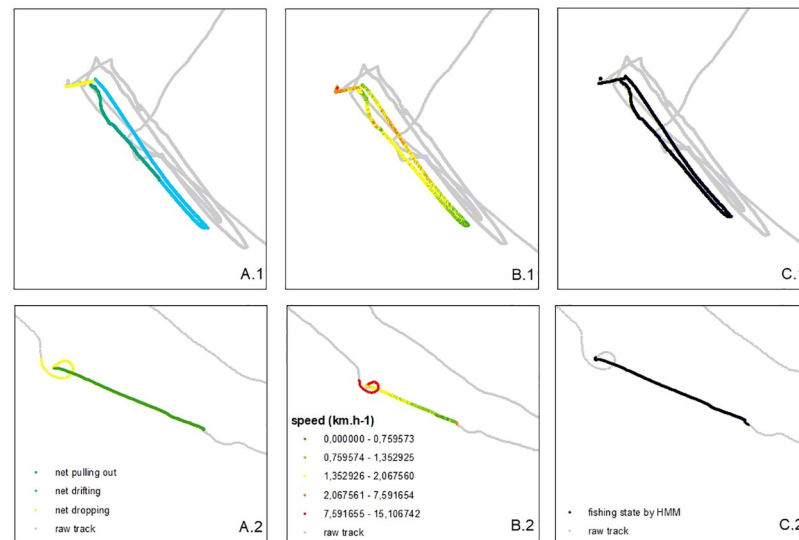 A.1
B.1
C.1
speed (km.h-1)
0,000000 - 0,759573
0,759574 - 1,352925
net pulling out
1,352926 - 2,067560
net drifting
2,067561 - 7,591654
net dropping
7,591655 - 15,106742
fishing state by HMM
raw track
A.2
raw track
B.2
raw track
C.2